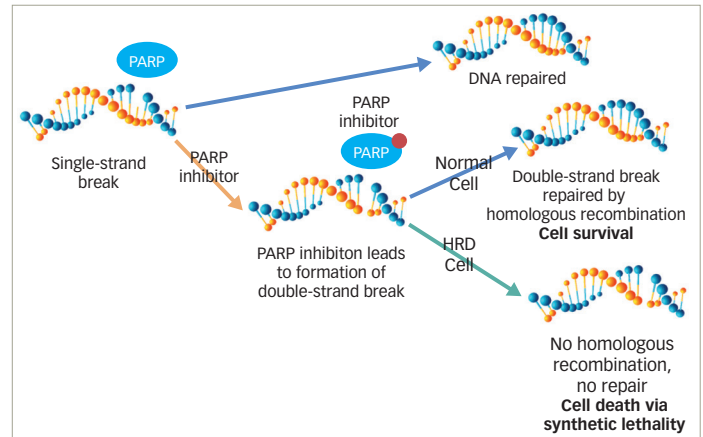 PARP
DNA repaired
Single-strand
break
PARP
inhibitor
PARP
inhibitor
PARP
PARP inhibiton leads
to formation of
double-strand break
Normal
Cell
Double-strand break
repaired by
homologous recombination
Cell survival
HRD
Cell
No homologous
recombination,
no repair
Cell death via
synthetic lethality